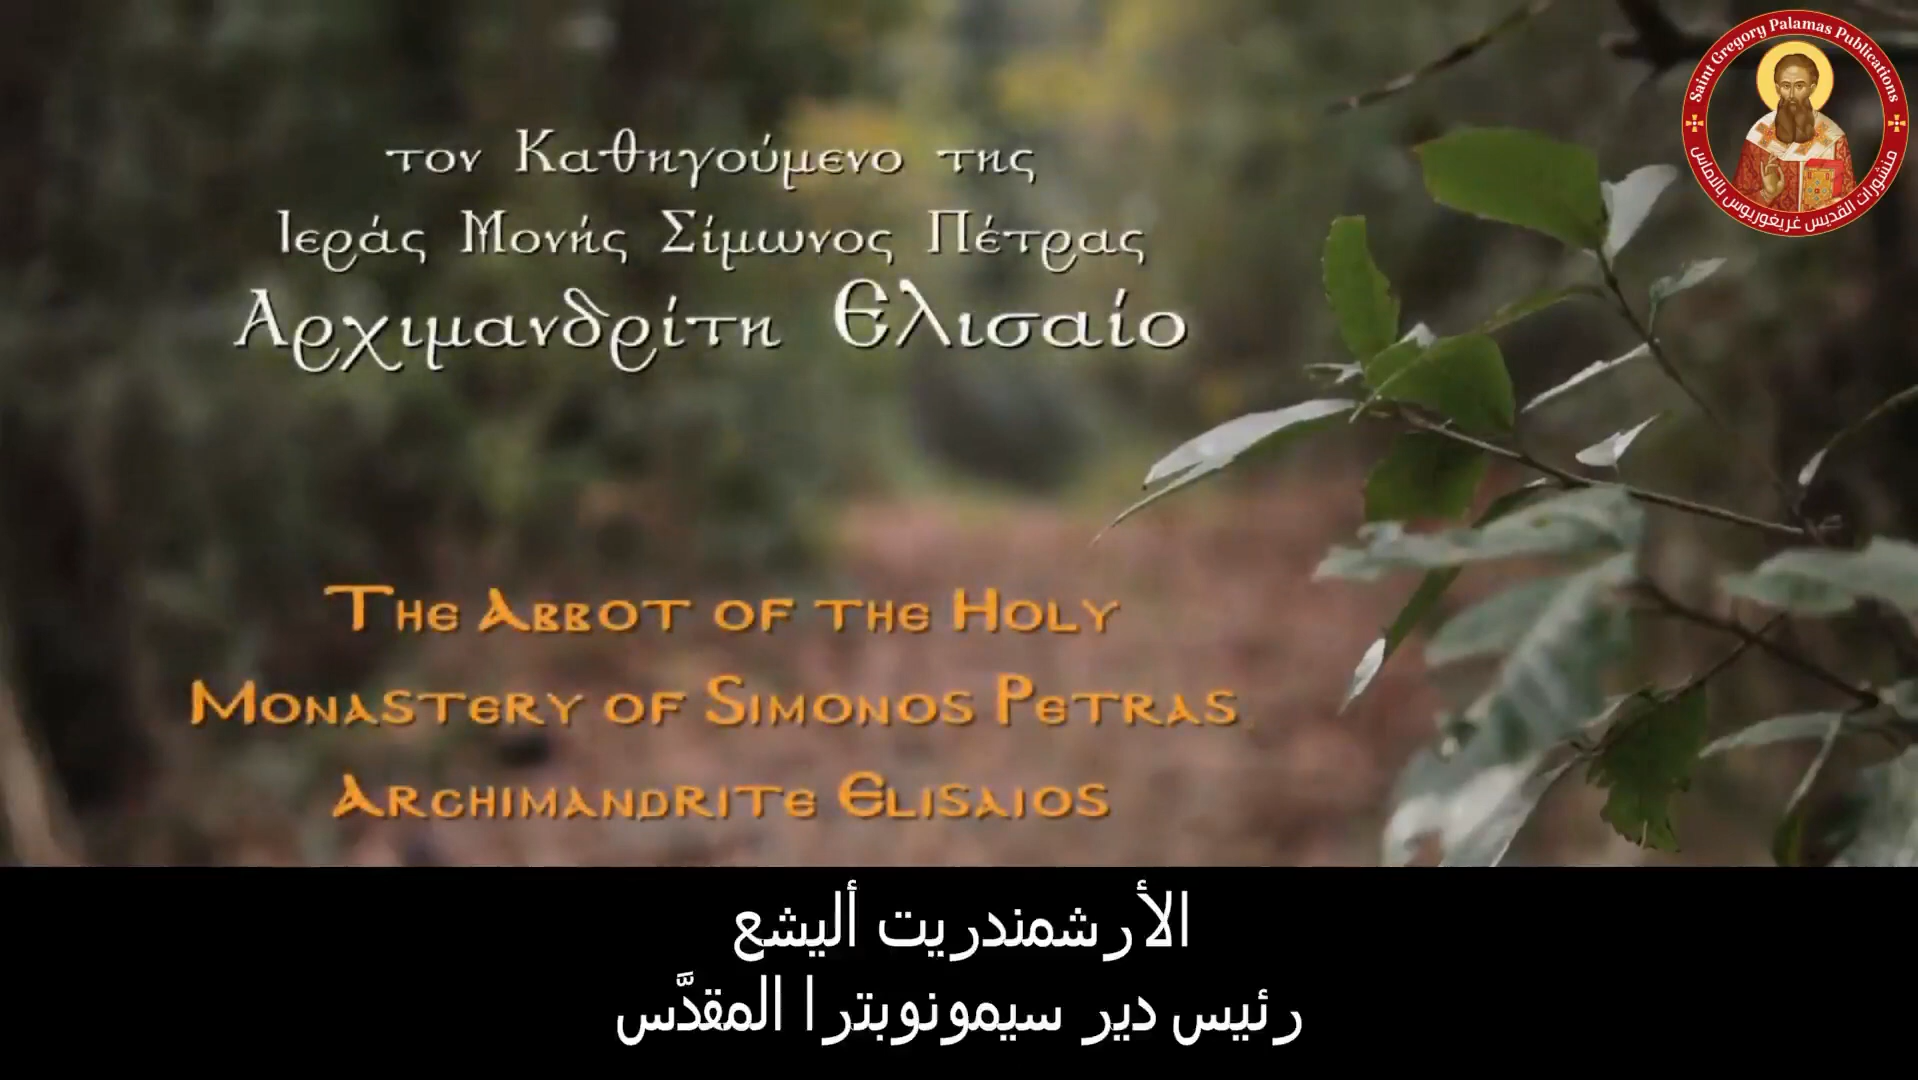 τον Καθηγούμενο της
Ιεράς Μονής Σίμωνος Πέτρας
Αρχιμανδρίτη Ελισαίο
The Abbot of the Holy
Monastery of Simonos Petras
Archimandrite Elisaios
الأرشمندريت أليشع
رئيس دير سيمونوبترا المقدَّس
Saint Gregory Palamas Publications
منشورات القديس غريغوريوس بالاماس